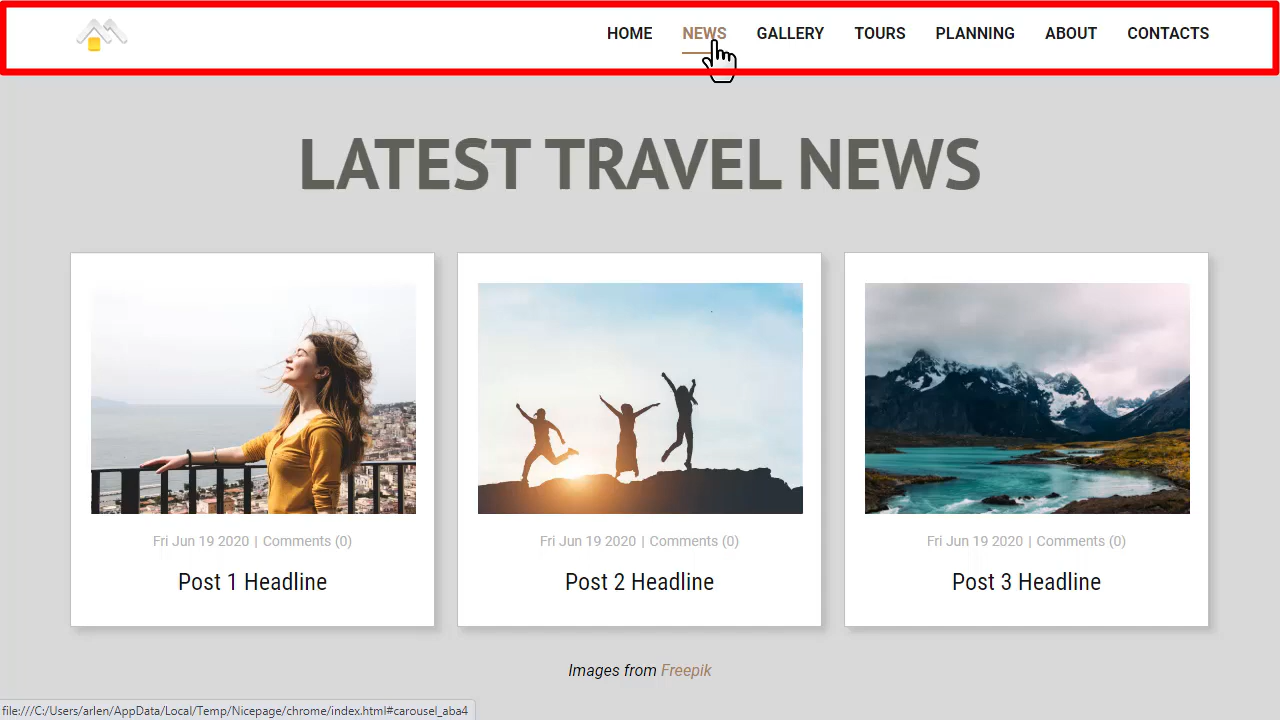 HOME NEWS GALLERY TOURS PLANNING ABOUT CONTACTS
LATEST TRAVEL NEWS
Fri Jun 19 2020 | Comments (0)
Post 1 Headline
Fri Jun 19 2020 | Comments (0)
Post 2 Headline
Fri Jun 19 2020 | Comments (0)
Post 3 Headline
Images from Freepik
file:///C:/Users/arlen/AppData/Local/Temp/Nicepage/chrome/index.html#carousel_aba4